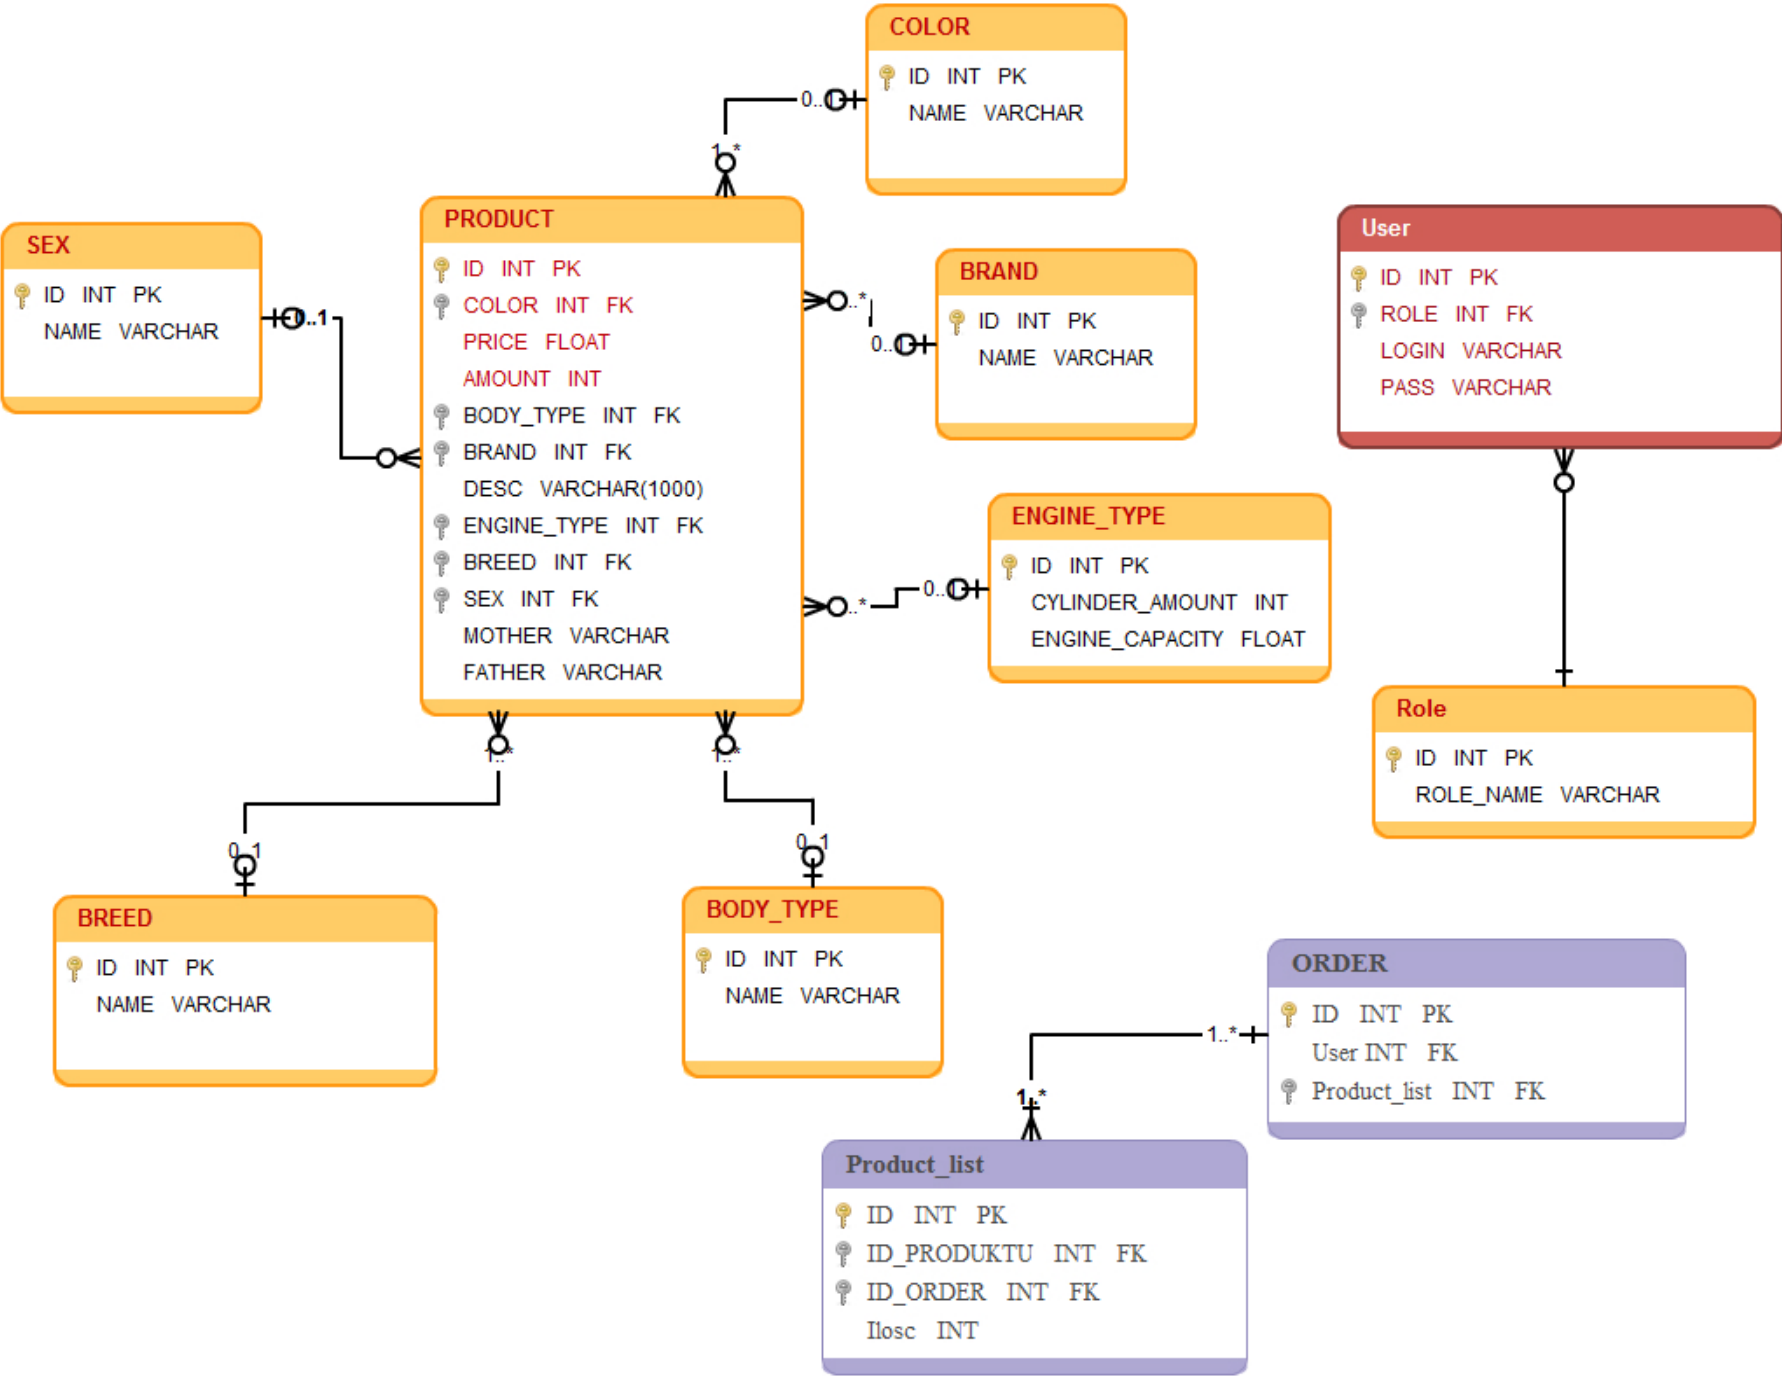 COLOR
ID INT PK
NAME VARCHAR
0..
1..*
PRODUCT
ID INT PK
COLOR INT FK
PRICE FLOAT
AMOUNT INT
BODY_TYPE INT FK
BRAND INT FK
DESC VARCHAR(1000)
ENGINE_TYPE INT FK
BREED INT FK
SEX INT FK
MOTHER VARCHAR
FATHER VARCHAR
SEX
ID INT PK
NAME VARCHAR
0..1
BRAND
ID INT PK
NAME VARCHAR
..*
0..
User
ID INT PK
ROLE INT FK
LOGIN VARCHAR
PASS VARCHAR
ENGINE_TYPE
ID INT PK
CYLINDER_AMOUNT INT
ENGINE_CAPACITY FLOAT
0..
..*
Role
ID INT PK
ROLE_NAME VARCHAR
1..*
1..*
0..1
0..1
BREED
ID INT PK
NAME VARCHAR
BODY_TYPE
ID INT PK
NAME VARCHAR
ORDER
ID INT PK
User INT FK
Product_list INT FK
1..*
1..*
Product_list
ID INT PK
ID_PRODUKTU INT FK
ID_ORDER INT FK
Ilosc INT